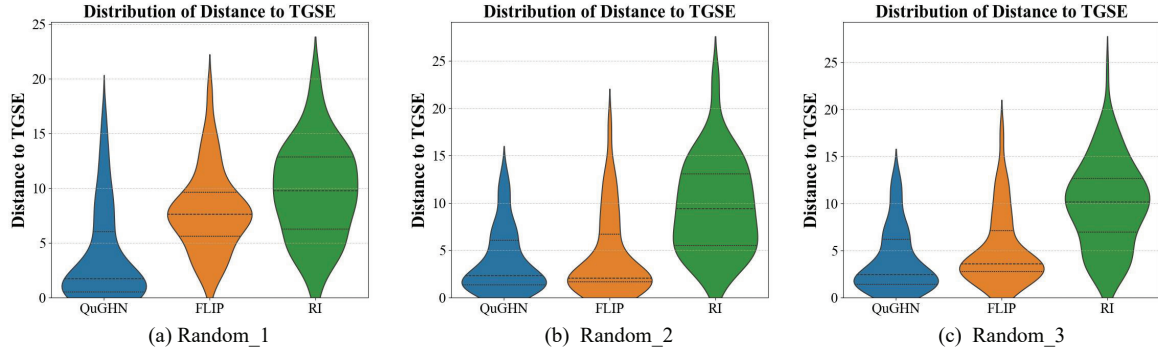 Distribution of Distance to TGSE
Distance to TGSE
25
20
15
10
5
0
QuGHN FLIP RI
(a) Random_1
Distribution of Distance to TGSE
Distance to TGSE
25
20
15
10
5
0
QuGHN FLIP RI
(b) Random_2
Distribution of Distance to TGSE
Distance to TGSE
25
20
15
10
5
0
QuGHN FLIP RI
(c) Random_3